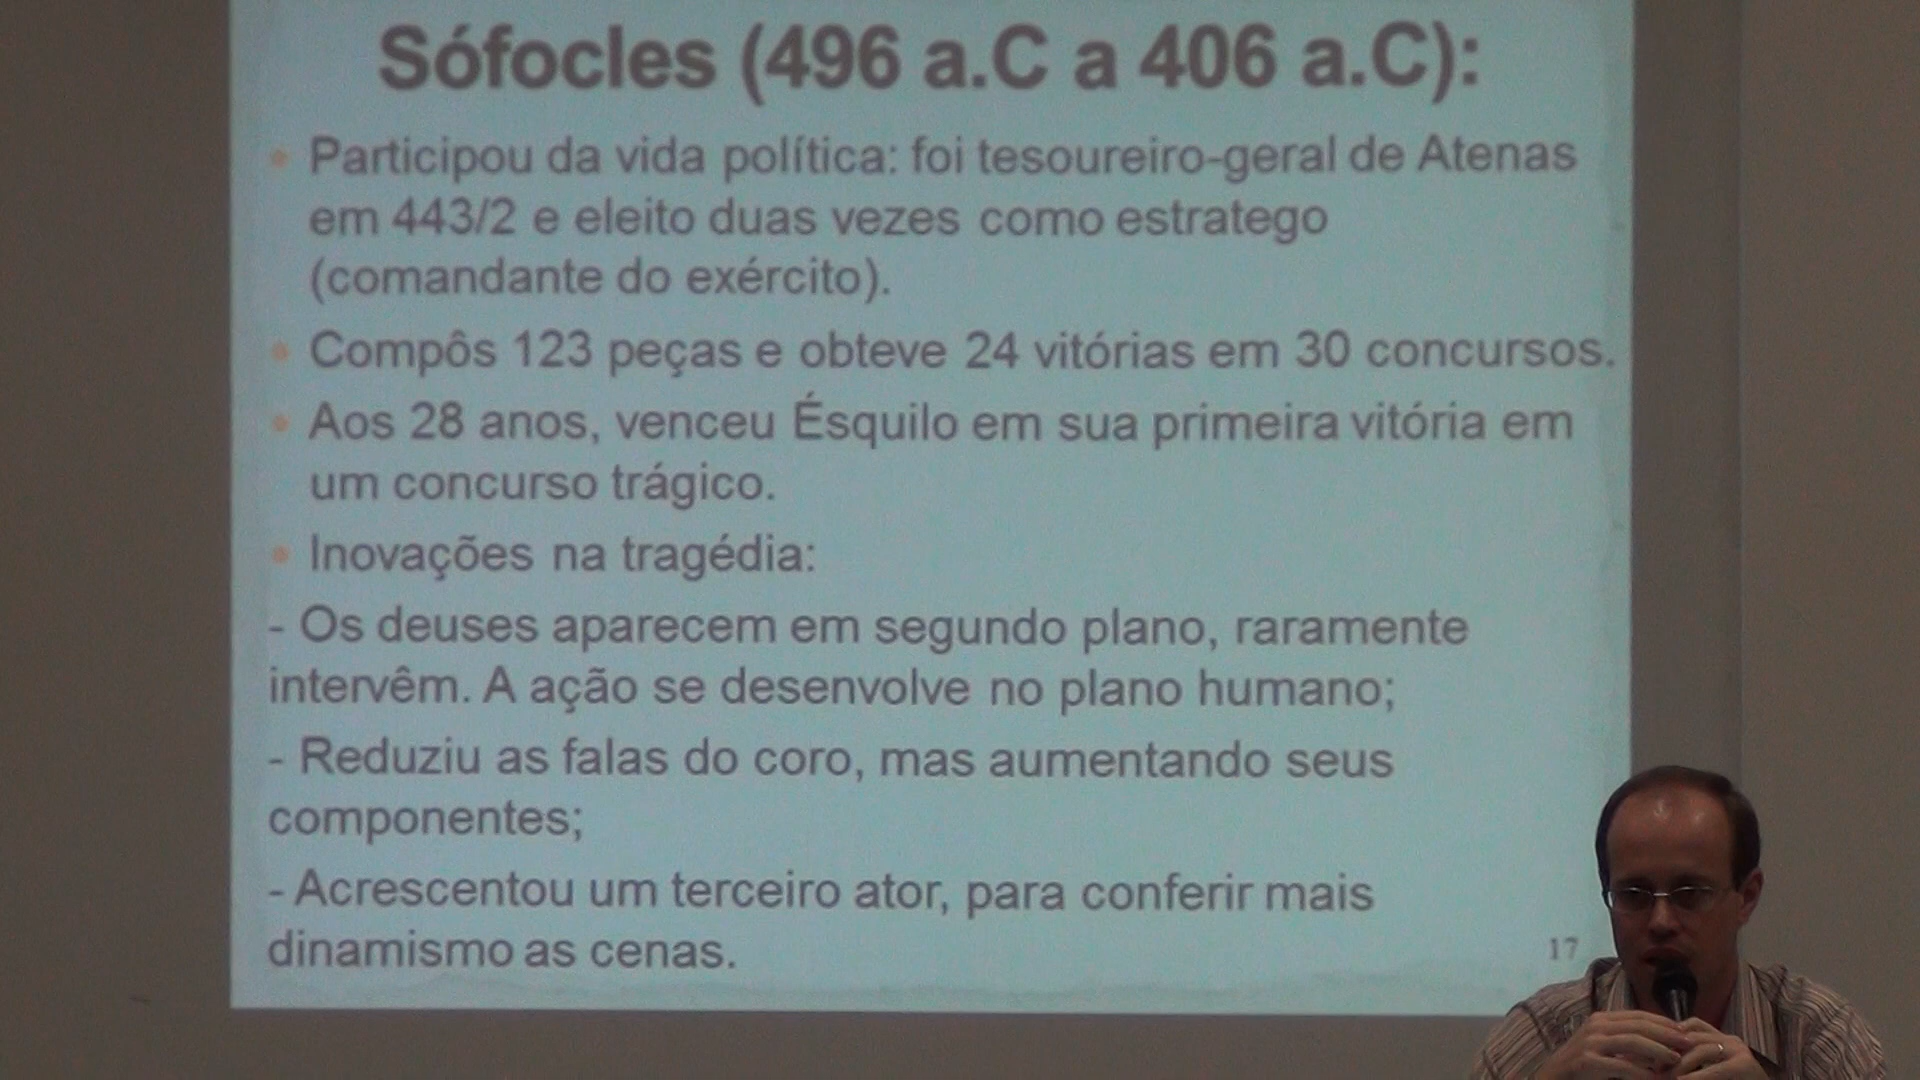 Sófocles (496 a.C a 406 a.C):
Participou da vida política: foi tesoureiro-geral de Atenas
em 443/2 e eleito duas vezes como estratego
(comandante do exército).
Compôs 123 peças e obteve 24 vitórias em 30 concursos.
Aos 28 anos, venceu Ésquilo em sua primeira vitória em
um concurso trágico.
Inovações na tragédia:
- Os deuses aparecem em segundo plano, raramente
intervêm. A ação se desenvolve no plano humano;
- Reduziu as falas do coro, mas aumentando seus
componentes;
- Acrescentou um terceiro ator, para conferir mais
dinamismo as cenas.
17